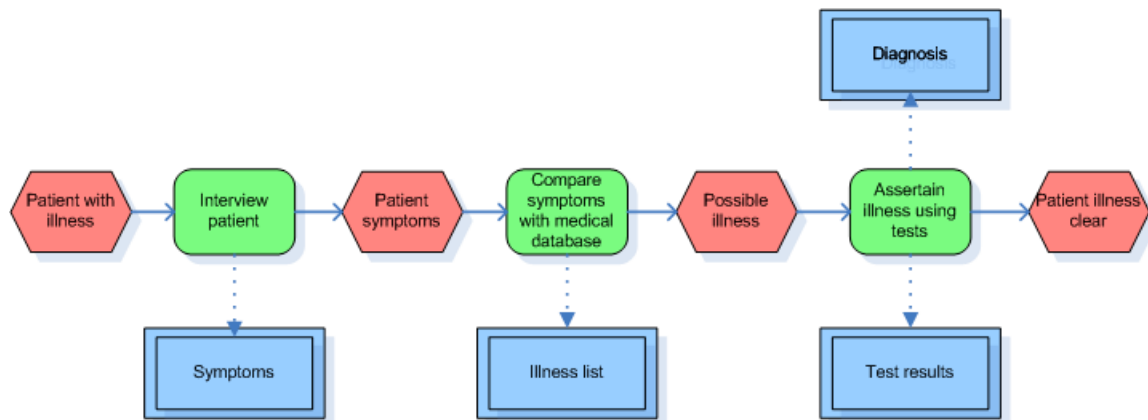 Diagnosis
Patient with
illness
Interview
patient
Patient
symptoms
Compare
symptoms
with medical
database
Possible
illness
Assertain
illness using
tests
Patient illness
clear
Symptoms
Illness list
Test results